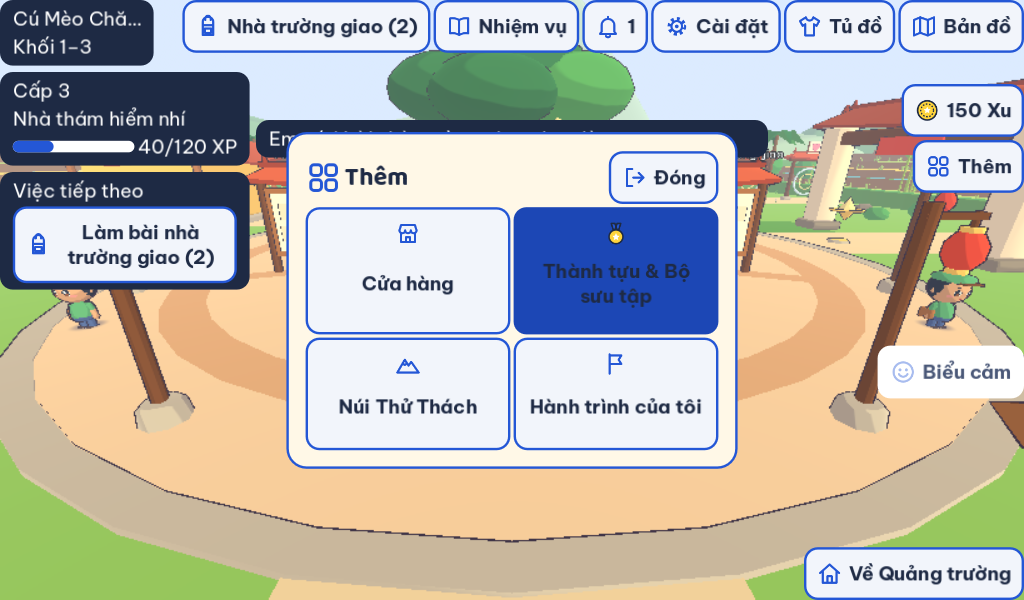 Cú Mèo Chă...
Khối 1–3
Nhà trường giao (2)
Nhiệm vụ
1
Cài đặt
Tủ đồ
Bản đồ
Cấp 3
Nhà thám hiểm nhí
40/120 XP
150 Xu
Thêm
Việc tiếp theo
Làm bài nhà
trường giao (2)
Thêm
Đóng
Cửa hàng
Thành tựu & Bộ
sưu tập
Núi Thử Thách
Hành trình của tôi
Biểu cảm
Về Quảng trường